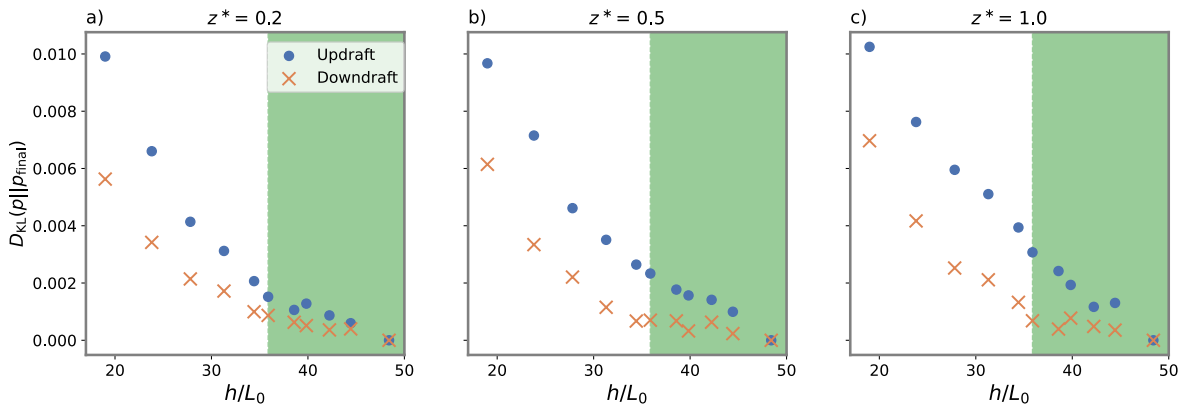 a) z* = 0.2
b) z* = 0.5
c) z* = 1.0
0.010
0.008
0.006
0.004
0.002
0.000
D_KL(p||p_final)
Updraft
Downdraft
20 30 40 50
20 30 40 50
20 30 40 50
h/L_0
h/L_0
h/L_0